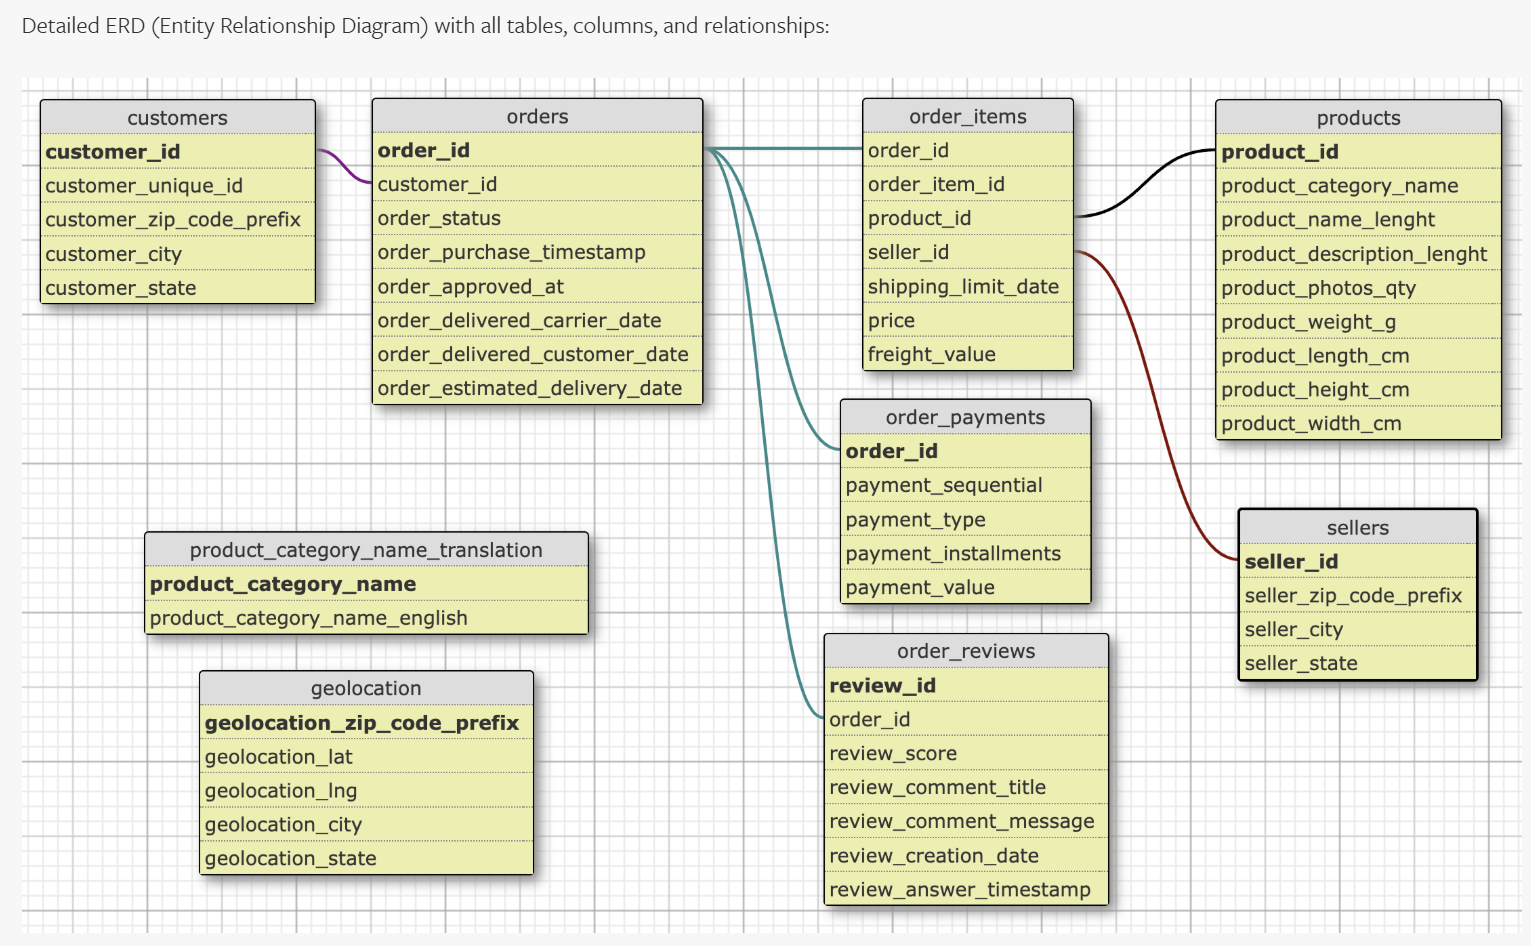 Detailed ERD (Entity Relationship Diagram) with all tables, columns, and relationships:
customers
customer_id
customer_unique_id
customer_zip_code_prefix
customer_city
customer_state
orders
order_id
customer_id
order_status
order_purchase_timestamp
order_approved_at
order_delivered_carrier_date
order_delivered_customer_date
order_estimated_delivery_date
order_items
order_id
order_item_id
product_id
seller_id
shipping_limit_date
price
freight_value
products
product_id
product_category_name
product_name_lenght
product_description_lenght
product_photos_qty
product_weight_g
product_length_cm
product_height_cm
product_width_cm
order_payments
order_id
payment_sequential
payment_type
payment_installments
payment_value
sellers
seller_id
seller_zip_code_prefix
seller_city
seller_state
product_category_name_translation
product_category_name
product_category_name_english
order_reviews
review_id
order_id
review_score
review_comment_title
review_comment_message
review_creation_date
review_answer_timestamp
geolocation
geolocation_zip_code_prefix
geolocation_lat
geolocation_lng
geolocation_city
geolocation_state